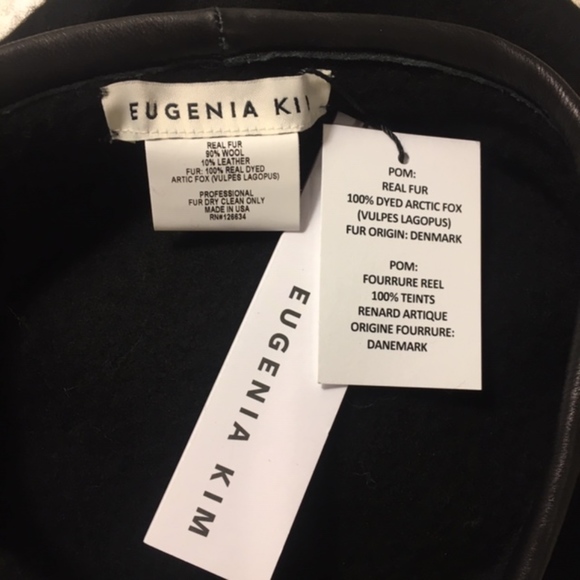 EUGENIA KI
REAL FUR
90% WOOL
10% LEATHER
FUR: 100% REAL DYED
ARTIC FOX (VULPES LAGOPUS)
PROFESSIONAL
FUR DRY CLEAN ONLY
MADE IN USA
RN#126634
POM:
REAL FUR
100% DYED ARCTIC FOX
(VULPES LAGOPUS)
FUR ORIGIN: DENMARK
POM:
FOURRURE REEL
100% TEINTS
RENARD ARTIQUE
ORIGINE FOURRURE:
DANEMARK
EUGENIA KIM